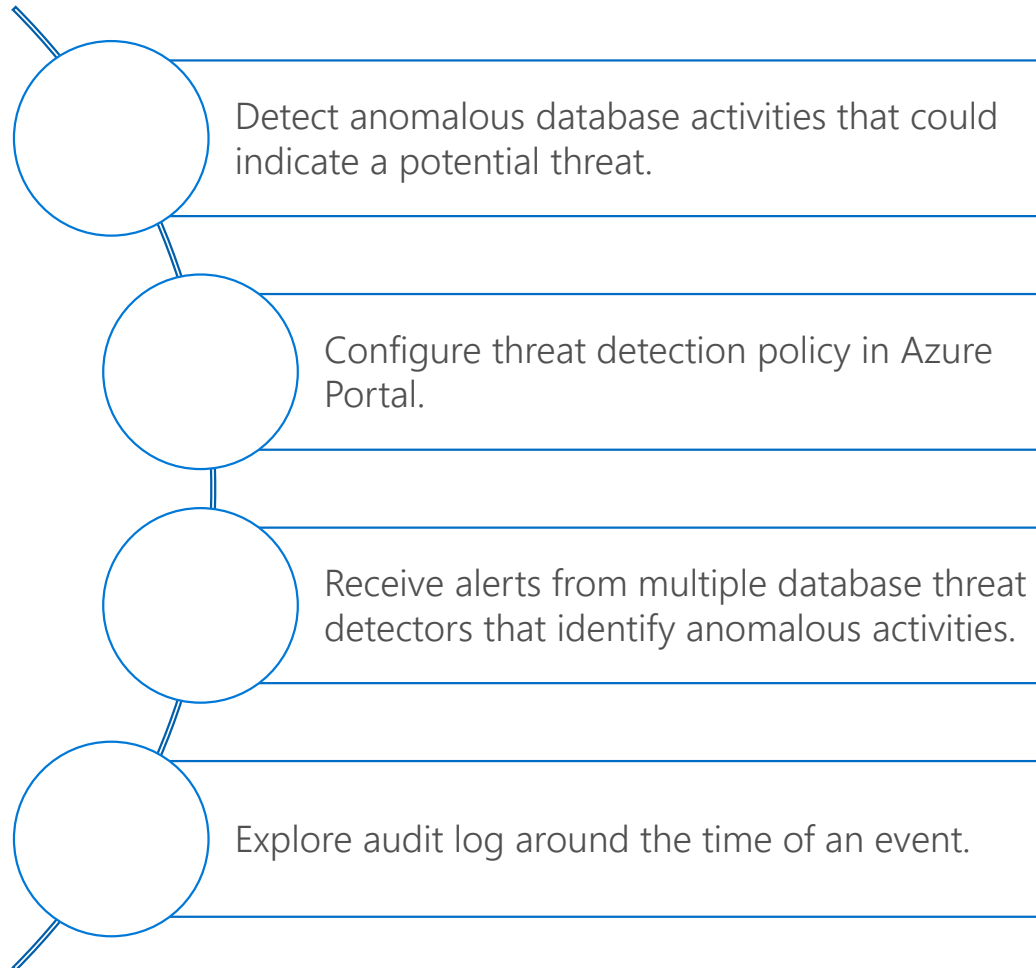 Detect anomalous database activities that could
indicate a potential threat.
Configure threat detection policy in Azure
Portal.
Receive alerts from multiple database threat
detectors that identify anomalous activities.
Explore audit log around the time of an event.